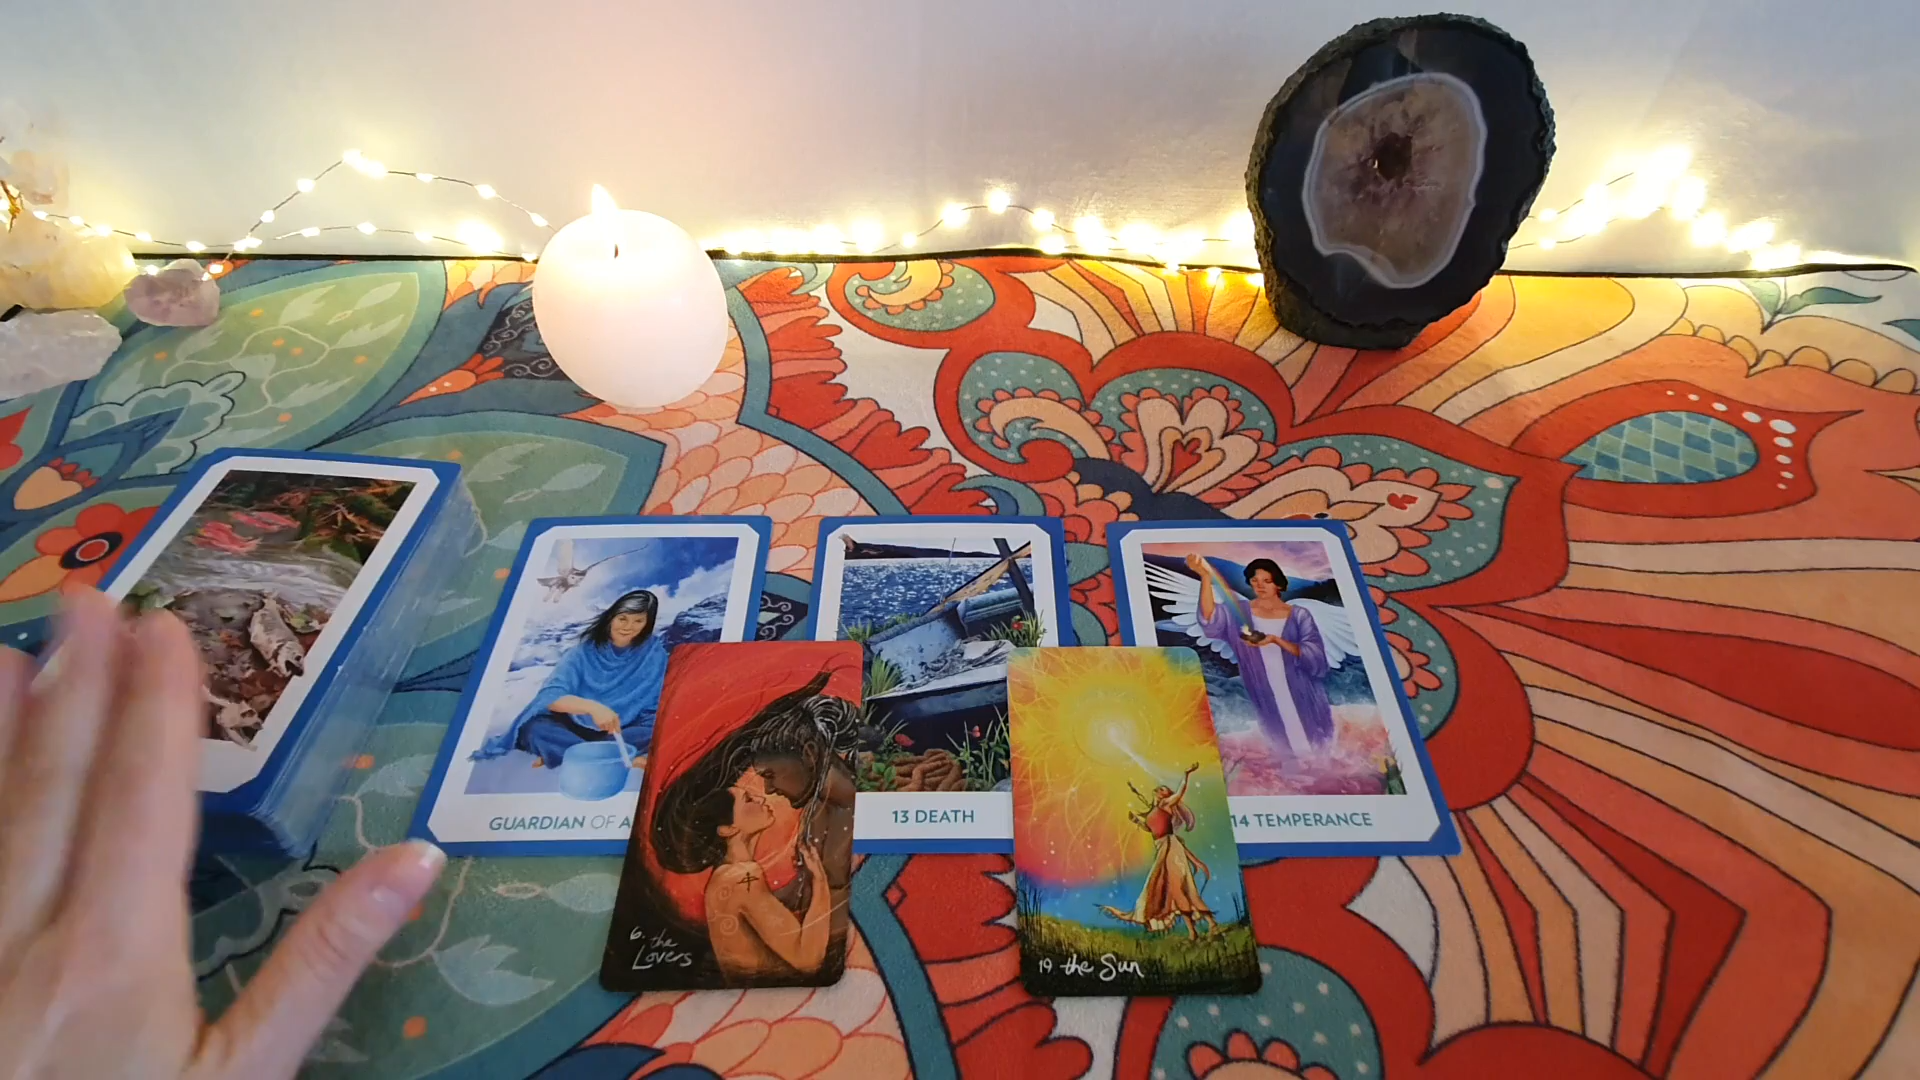 GUARDIAN OF A
13 DEATH
14 TEMPERANCE
6. the
Lovers
19 the Sun